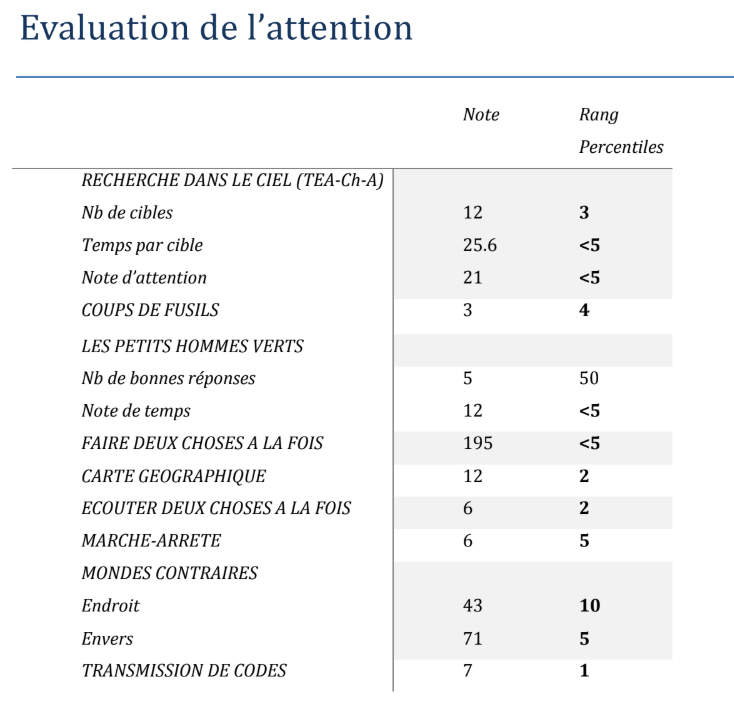 Evaluation de l’attention
Note Rang
Percentiles
RECHERCHE DANS LE CIEL (TEA-Ch-A)
Nb de cibles 12 3
Temps par cible 25.6 <5
Note d’attention 21 <5
COUPS DE FUSILS 3 4
LES PETITS HOMMES VERTS
Nb de bonnes réponses 5 50
Note de temps 12 <5
FAIRE DEUX CHOSES A LA FOIS 195 <5
CARTE GEOGRAPHIQUE 12 2
ECOUTER DEUX CHOSES A LA FOIS 6 2
MARCHE-ARRETE 6 5
MONDES CONTRAIRES
Endroit 43 10
Envers 71 5
TRANSMISSION DE CODES 7 1